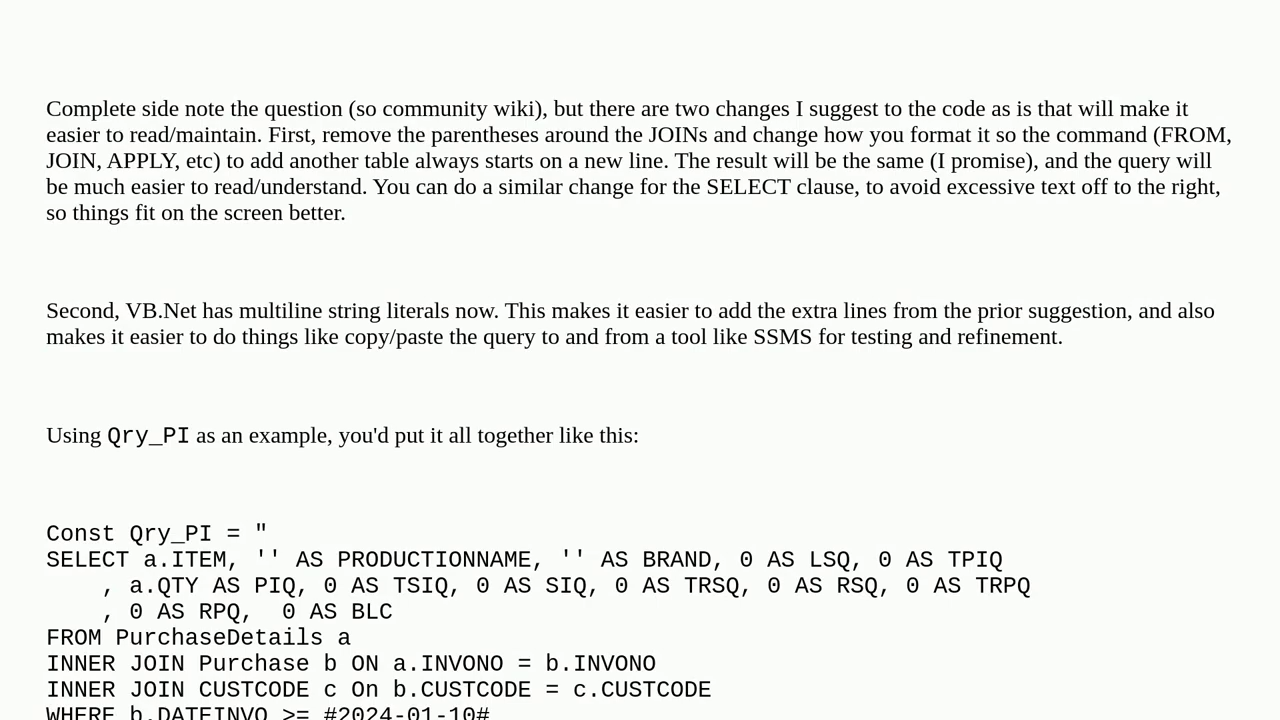 Complete side note the question (so community wiki), but there are two changes I suggest to the code as is that will make it
easier to read/maintain. First, remove the parentheses around the JOINs and change how you format it so the command (FROM,
JOIN, APPLY, etc) to add another table always starts on a new line. The result will be the same (I promise), and the query will
be much easier to read/understand. You can do a similar change for the SELECT clause, to avoid excessive text off to the right,
so things fit on the screen better.
Second, VB.Net has multiline string literals now. This makes it easier to add the extra lines from the prior suggestion, and also
makes it easier to do things like copy/paste the query to and from a tool like SSMS for testing and refinement.
Using Qry_PI as an example, you'd put it all together like this:
Const Qry_PI = "
SELECT a.ITEM, '' AS PRODUCTIONNAME, '' AS BRAND, 0 AS LSQ, 0 AS TPIQ
    , a.QTY AS PIQ, 0 AS TSIQ, 0 AS SIQ, 0 AS TRSQ, 0 AS RSQ, 0 AS TRPQ
    , 0 AS RPQ,  0 AS BLC
FROM PurchaseDetails a
INNER JOIN Purchase b ON a.INVONO = b.INVONO
INNER JOIN CUSTCODE c On b.CUSTCODE = c.CUSTCODE
WHERE b.DATEINVO >= #2024-01-10#